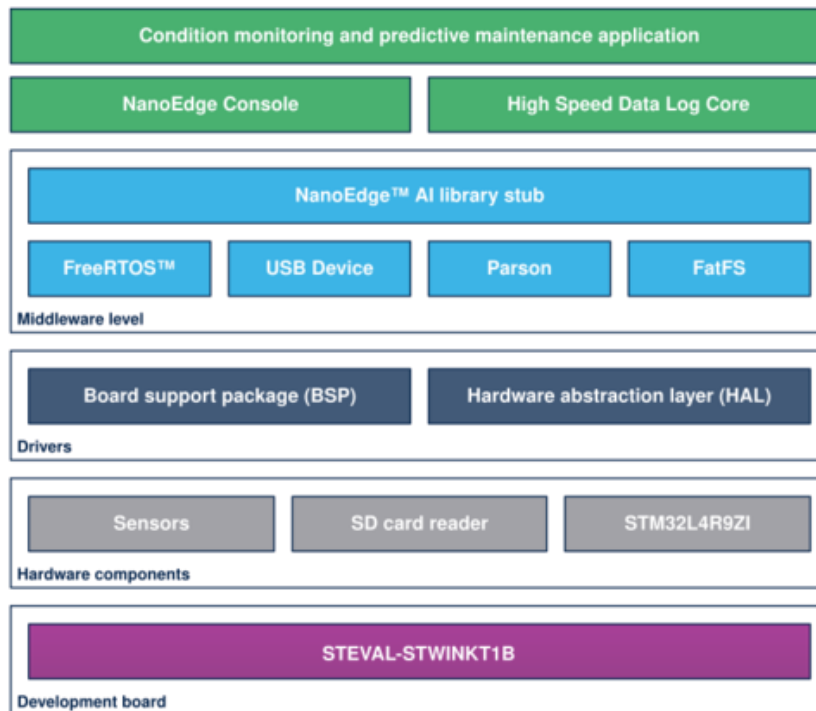 Condition monitoring and predictive maintenance application
NanoEdge Console
High Speed Data Log Core
NanoEdge™ AI library stub
FreeRTOS™
USB Device
Parson
FatFS
Middleware level
Board support package (BSP)
Hardware abstraction layer (HAL)
Drivers
Sensors
SD card reader
STM32L4R9ZI
Hardware components
STEVAL-STWINKT1B
Development board